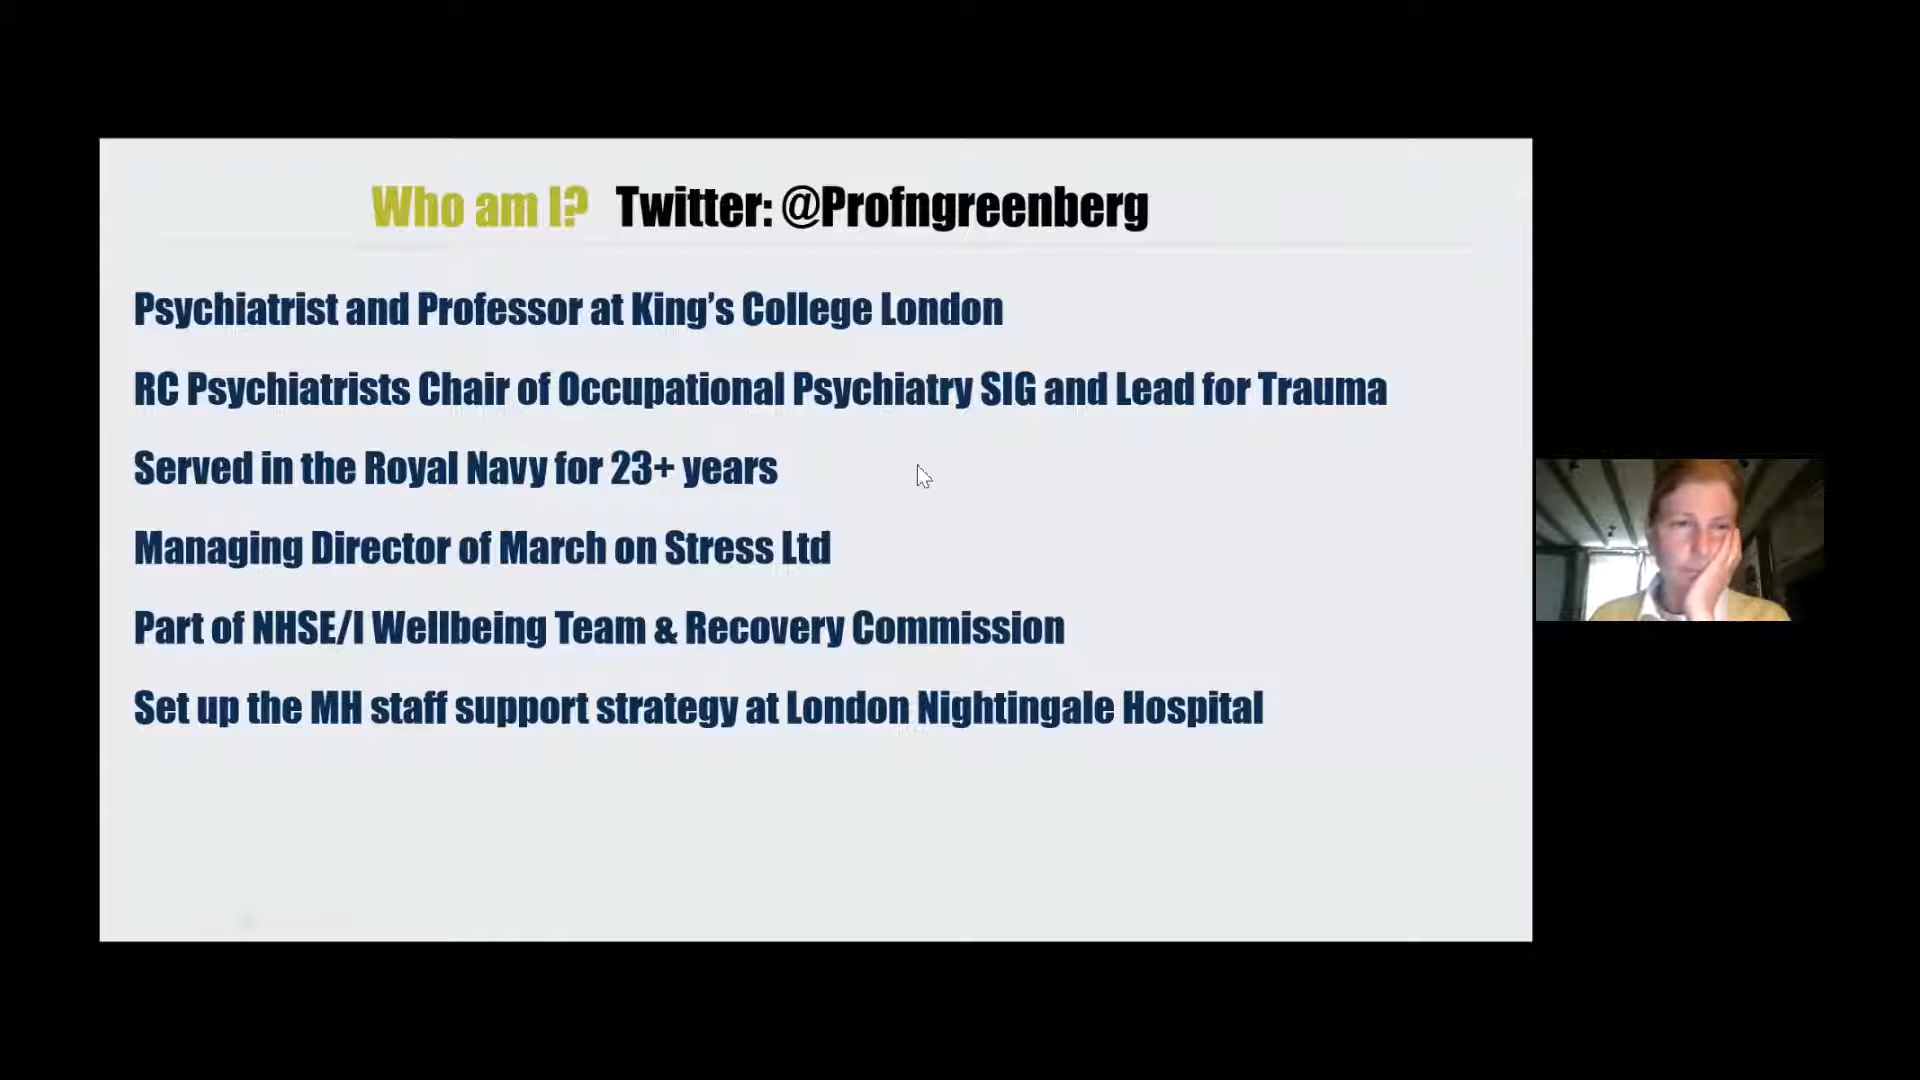 Who am I? Twitter: @Profngreenberg
Psychiatrist and Professor at King's College London
RC Psychiatrists Chair of Occupational Psychiatry SIG and Lead for Trauma
Served in the Royal Navy for 23+ years
Managing Director of March on Stress Ltd
Part of NHSE/I Wellbeing Team & Recovery Commission
Set up the MH staff support strategy at London Nightingale Hospital